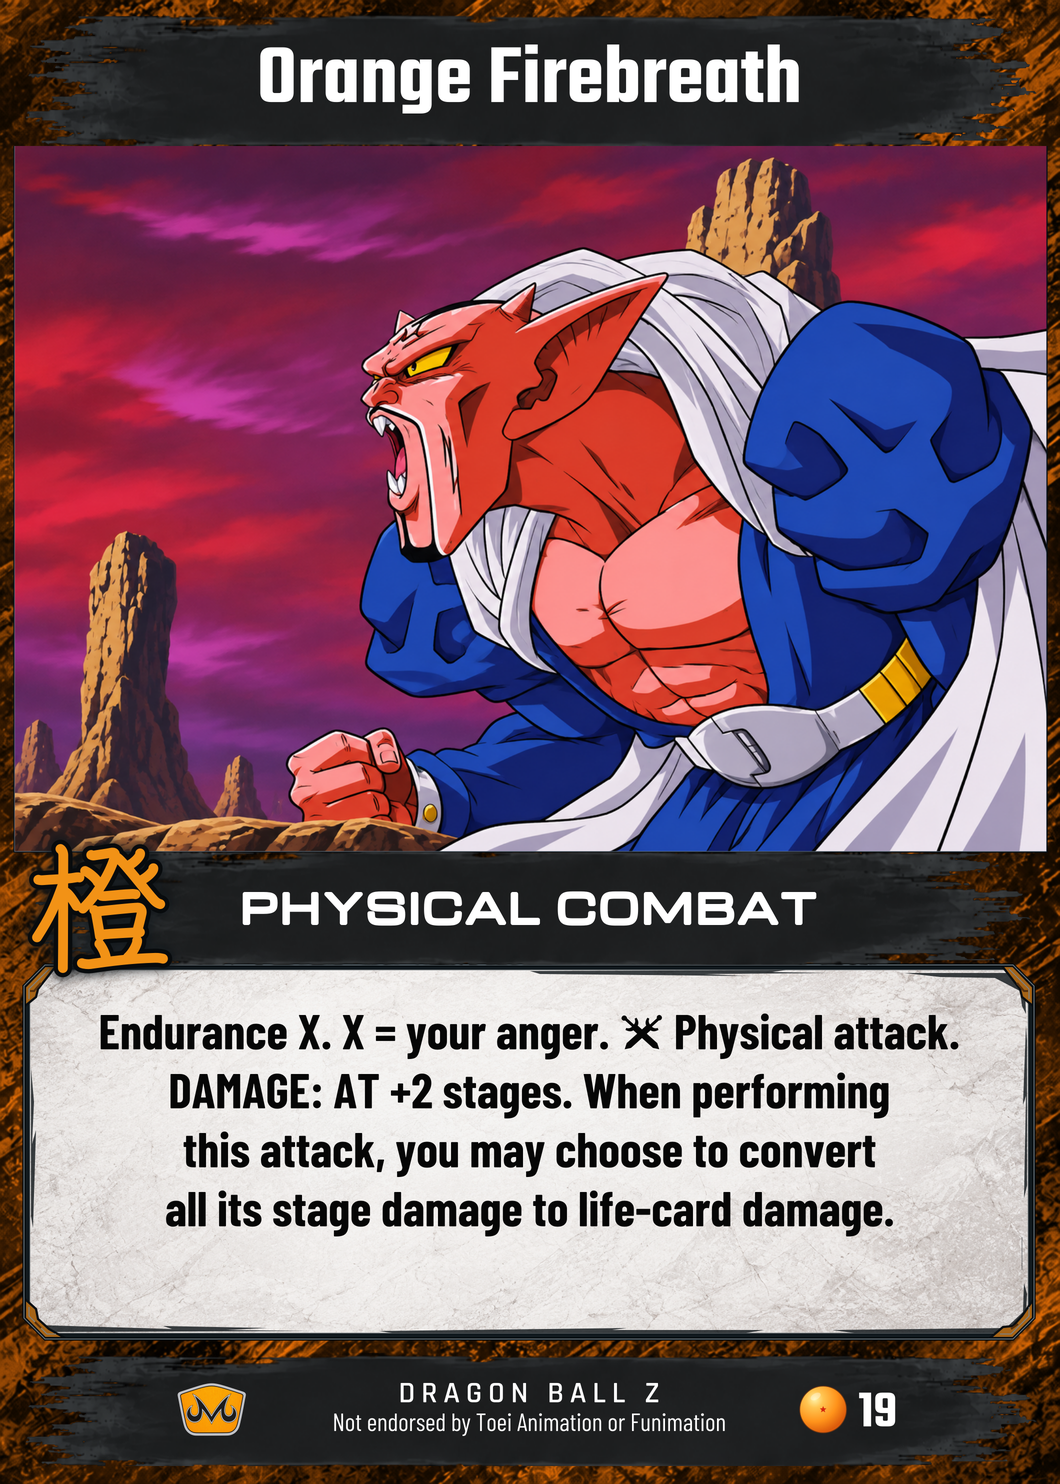 Orange Firebreath
橙
PHYSICAL COMBAT
Endurance X. X = your anger. Physical attack.
DAMAGE: AT +2 stages. When performing
this attack, you may choose to convert
all its stage damage to life-card damage.
DRAGON BALL Z
Not endorsed by Toei Animation or Funimation
19